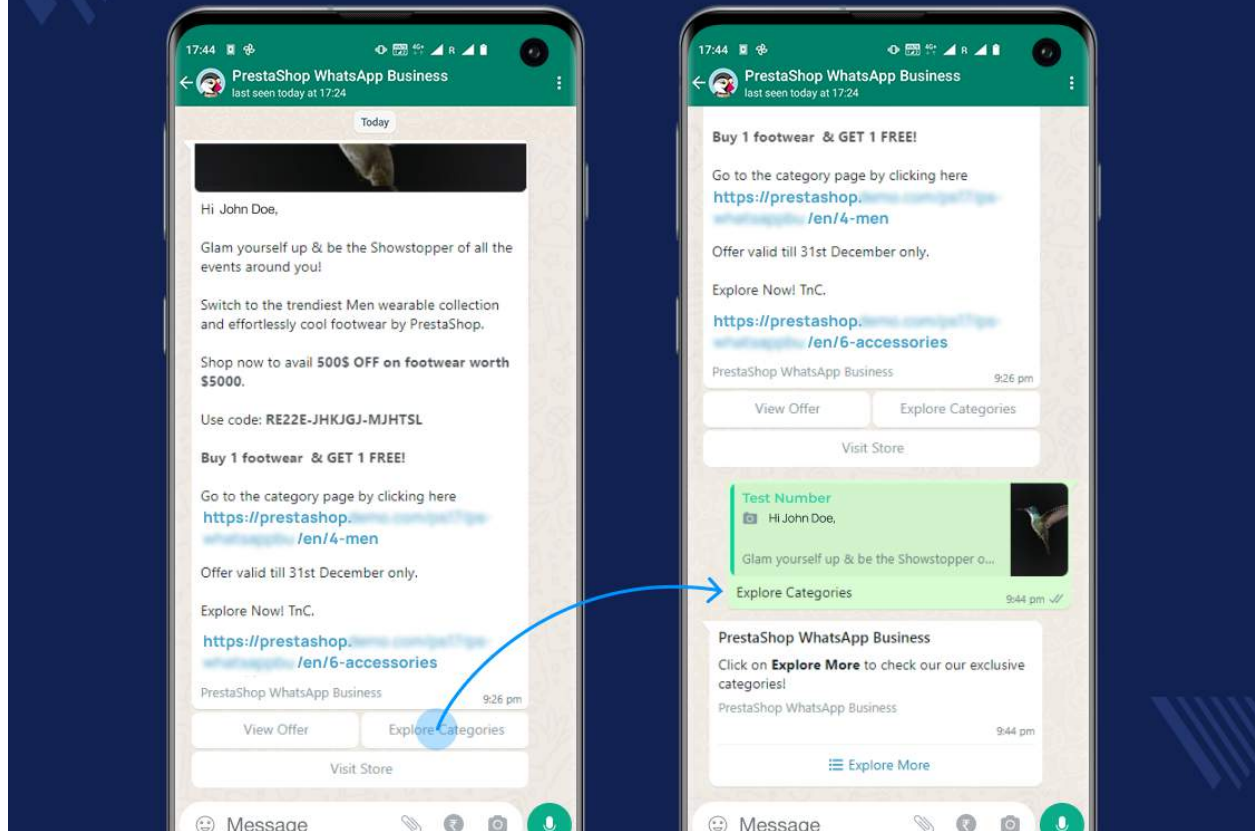 17:44
PrestaShop WhatsApp Business
last seen today at 17:24
Today
Hi John Doe,
Glam yourself up & be the Showstopper of all the
events around you!
Switch to the trendiest Men wearable collection
and effortlessly cool footwear by PrestaShop.
Shop now to avail 500$ OFF on footwear worth
$5000.
Use code: RE22E-JHKJGJ-MJHTSL
Buy 1 footwear & GET 1 FREE!
Go to the category page by clicking here
https://prestashop.
/en/4-men
Offer valid till 31st December only.
Explore Now! TnC.
https://prestashop.
/en/6-accessories
PrestaShop WhatsApp Business
9:26 pm
View Offer Explore Categories
Visit Store
Message
17:44
PrestaShop WhatsApp Business
last seen today at 17:24
Buy 1 footwear & GET 1 FREE!
Go to the category page by clicking here
https://prestashop.
/en/4-men
Offer valid till 31st December only.
Explore Now! TnC.
https://prestashop.
/en/6-accessories
PrestaShop WhatsApp Business
9:26 pm
View Offer Explore Categories
Visit Store
Test Number
Hi John Doe,
Glam yourself up & be the Showstopper o...
Explore Categories
9:44 pm
PrestaShop WhatsApp Business
Click on Explore More to check our our exclusive
categories!
PrestaShop WhatsApp Business
9:44 pm
Explore More
Message